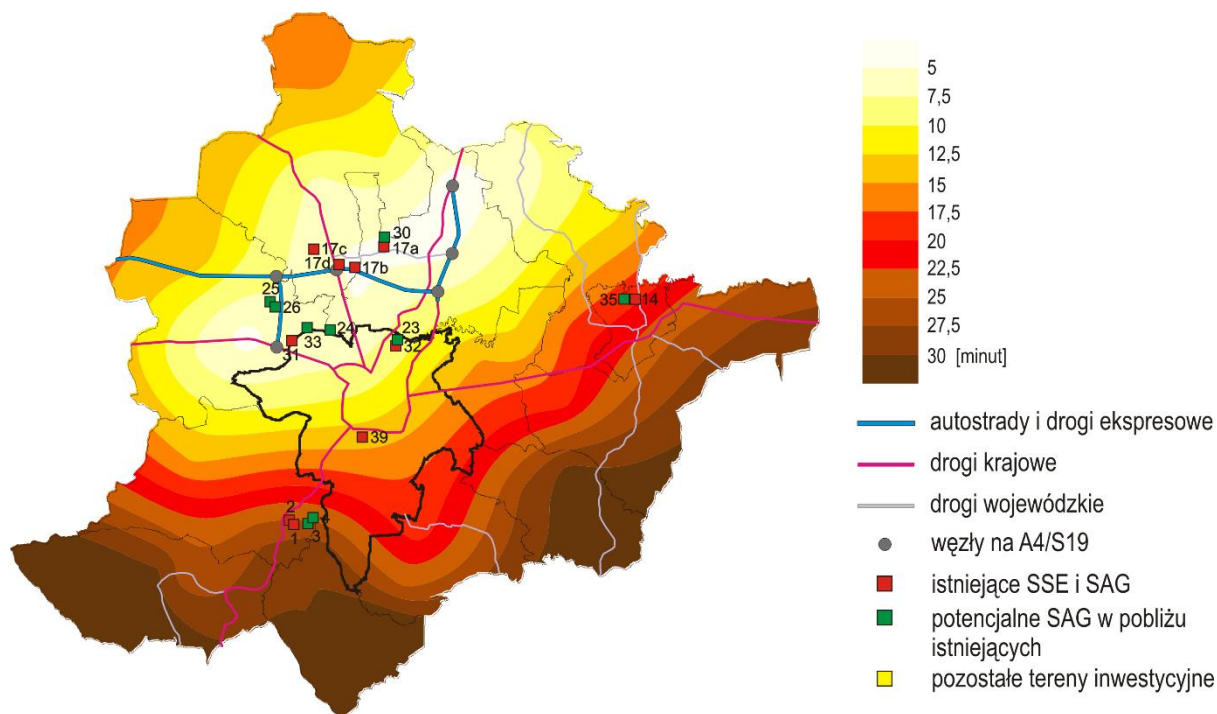 5
7,5
10
12,5
15
17,5
20
22,5
25
27,5
30 [minut]
30
17c
17a
17d
17b
25
26
35
14
24
23
33
32
31
39
2
1
3
autostrady i drogi ekspresowe
drogi krajowe
drogi wojewódzkie
węzły na A4/S19
istniejące SSE i SAG
potencjalne SAG w pobliżu
istniejących
pozostałe tereny inwestycyjne